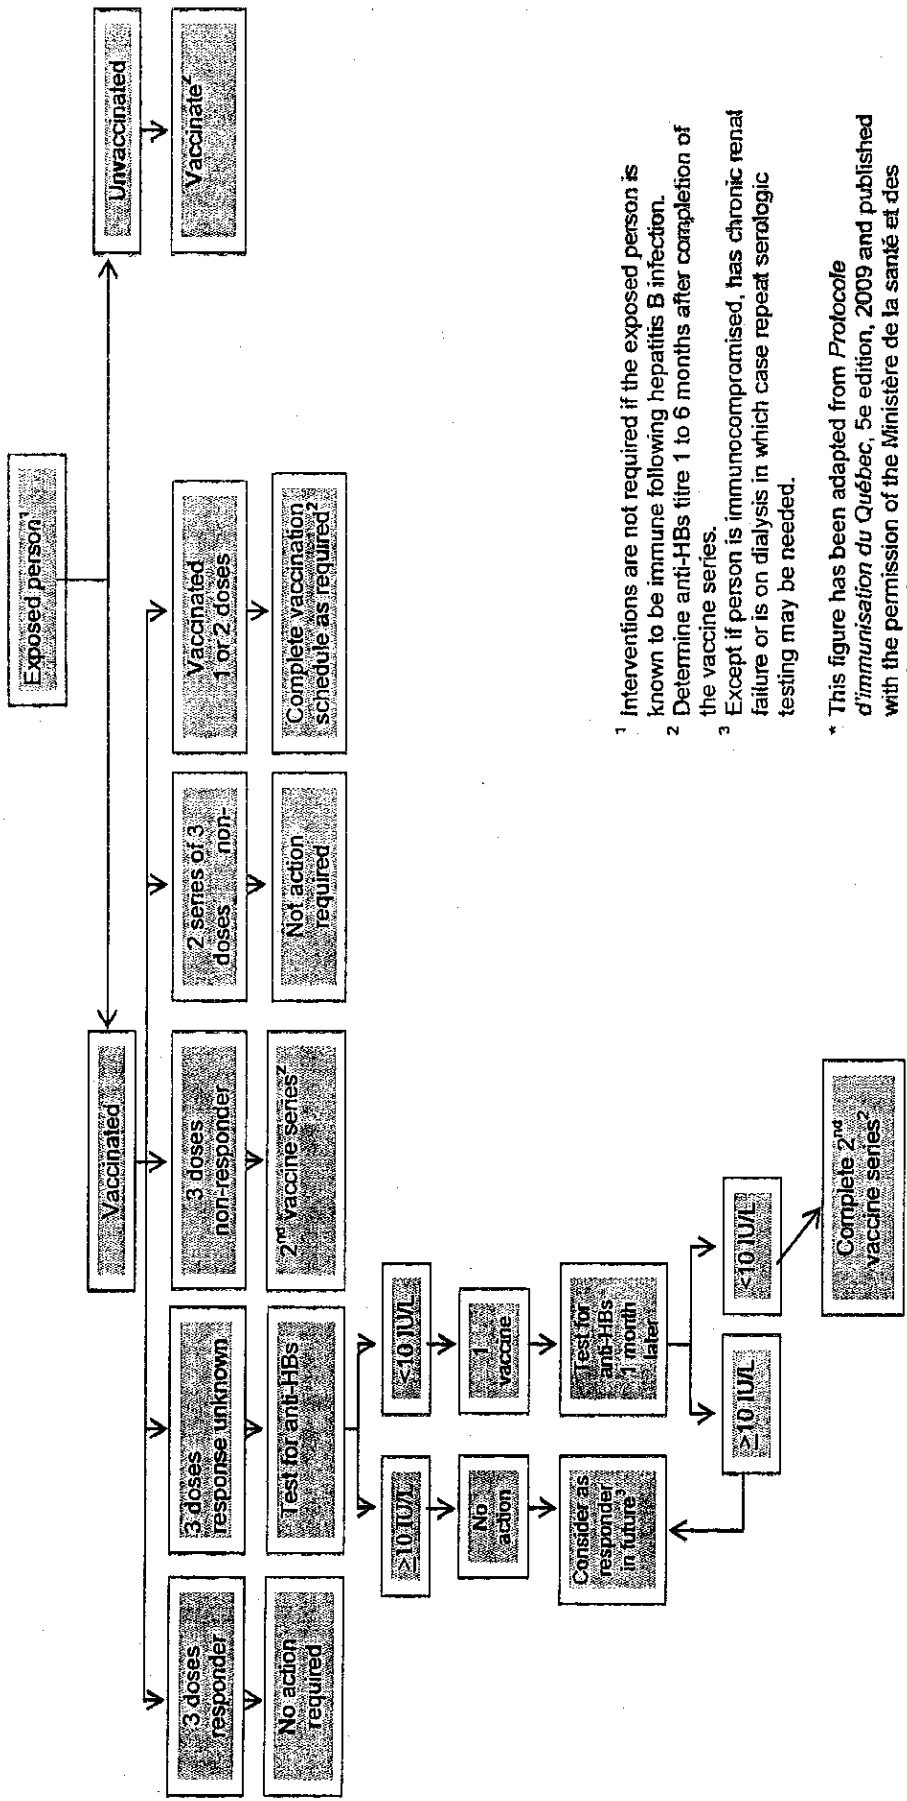 Exposed person¹
Vaccinated
Unvaccinated
3 doses
responder
3 doses
response unknown
3 doses
non-responder
2 series of 3
doses non-
Vaccinated
1 or 2 doses
Vaccinate²
No action
required
Test for anti-HBs
2ⁿᵈ vaccine series²
Not action
required
Complete vaccination
schedule as required²
≥10 IU/L
<10 IU/L
No
action
1
vaccine
Consider as
responder
in future³
Test for
anti-HBs
1 month
later
≥10 IU/L
<10 IU/L
Complete 2ⁿᵈ
vaccine series²
¹ Interventions are not required if the exposed person is
known to be immune following hepatitis B infection.
² Determine anti-HBs titre 1 to 6 months after completion of
the vaccine series.
³ Except if person is immunocompromised, has chronic renal
failure or is on dialysis in which case repeat serologic
testing may be needed.
* This figure has been adapted from Protocole
d'immunisation du Québec, 5e edition, 2009 and published
with the permission of the Ministère de la santé et des